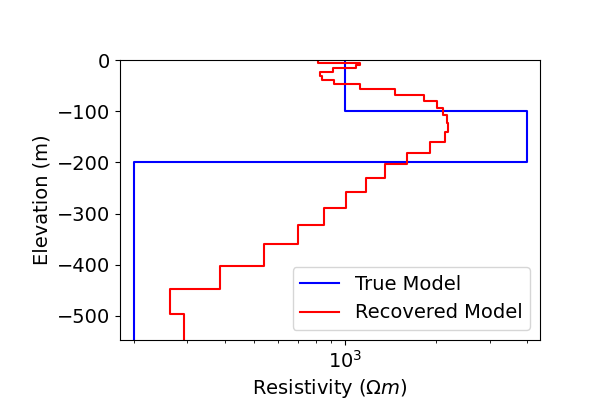 0
−100
−200
−300
−400
−500
Elevation (m)
10³
Resistivity (Ωm)
True Model
Recovered Model